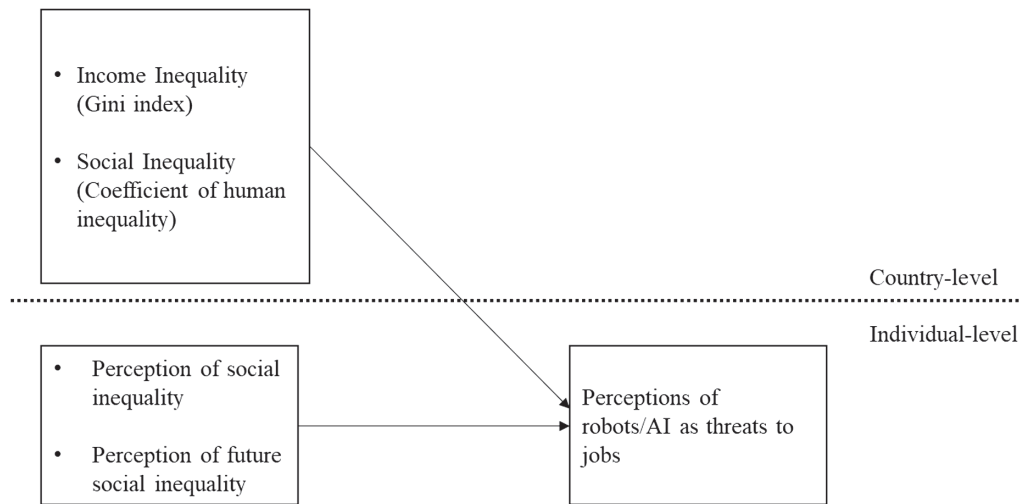 • Income Inequality
(Gini index)
• Social Inequality
(Coefficient of human
inequality)
Country-level
Individual-level
• Perception of social
inequality
• Perception of future
social inequality
Perceptions of
robots/AI as threats to
jobs